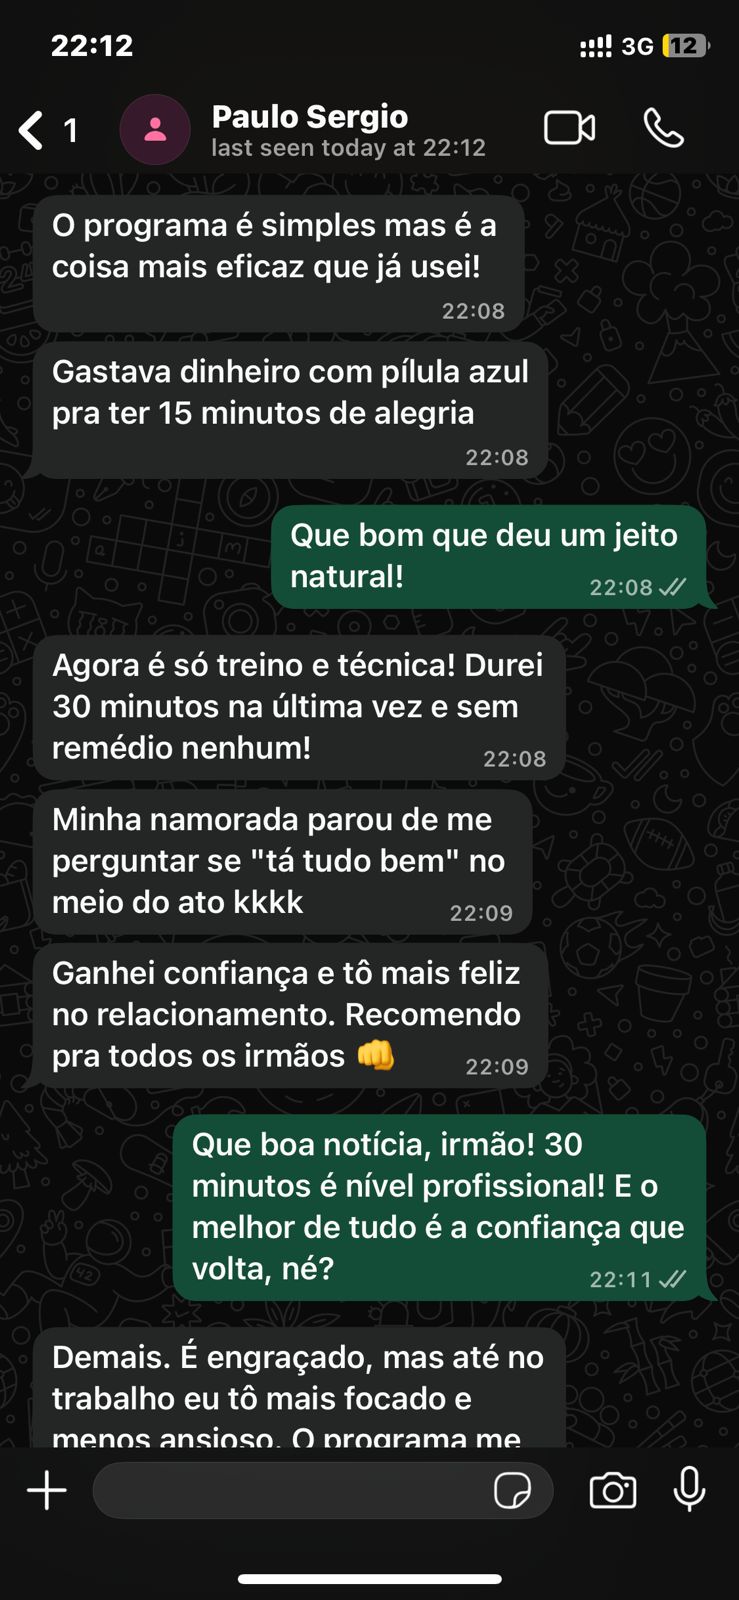 22:12
3G 12
1
Paulo Sergio
last seen today at 22:12
O programa é simples mas é a
coisa mais eficaz que já usei!
22:08
Gastava dinheiro com pílula azul
pra ter 15 minutos de alegria
22:08
Que bom que deu um jeito
natural!
22:08
Agora é só treino e técnica! Durei
30 minutos na última vez e sem
remédio nenhum!
22:08
Minha namorada parou de me
perguntar se "tá tudo bem" no
meio do ato kkkk
22:09
Ganhei confiança e tô mais feliz
no relacionamento. Recomendo
pra todos os irmãos 👊
22:09
Que boa notícia, irmão! 30
minutos é nível profissional! E o
melhor de tudo é a confiança que
volta, né?
22:11
Demais. É engraçado, mas até no
trabalho eu tô mais focado e
menos ansioso. O programa me